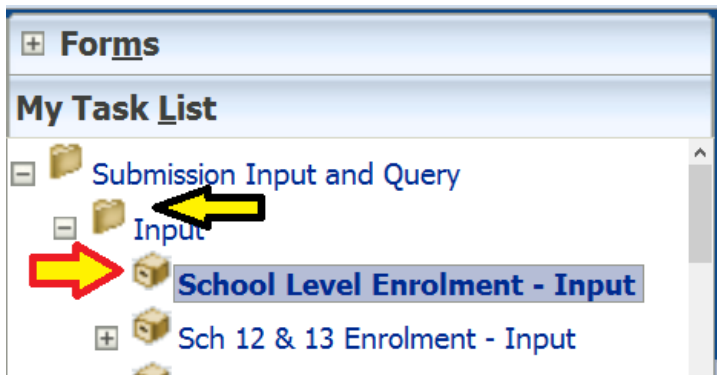 Forms
My Task List
Submission Input and Query
Input
School Level Enrolment - Input
Sch 12 & 13 Enrolment - Input